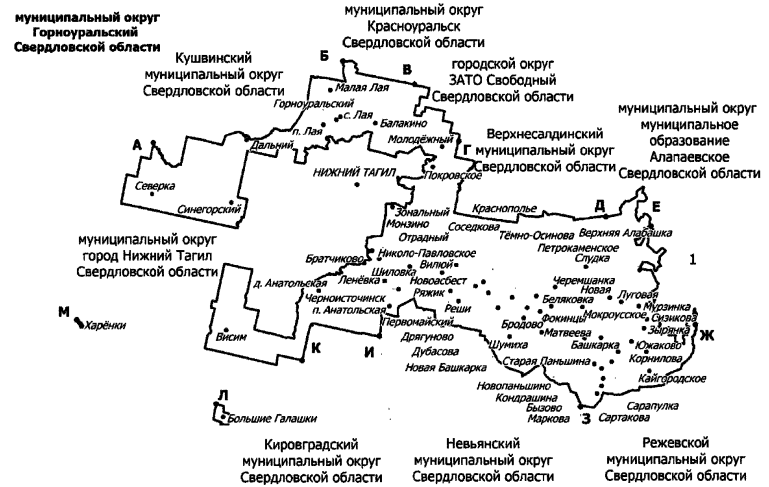 муниципальный округ
Горноуральский
Свердловской области
муниципальный округ
Красноуральск
Свердловской области
Кушвинский
муниципальный округ
Свердловской области
городской округ
ЗАТО Свободный
Свердловской области
муниципальный округ
муниципальное
образование
Алапаевское
Свердловской области
Верхнесалдинский
муниципальный округ
Свердловской области
Б
В
Малая Лая
Горноуральский
с. Лая
п. Лая
Балакино
А
Дальний
Молодёжный
Г
НИЖНИЙ ТАГИЛ
Покровское
Северка
Синегорский
Зональный
Монзино
Отрадный
Краснополье
Соседкова
Д
Е
Тёмно-Осинова
Верхняя Алабашка
Петрокаменское
Слудка
1
муниципальный округ
город Нижний Тагил
Свердловской области
Братчиково
Николо-Павловское
Вилюй
Шиловка
Леневка
Новоасбест
д. Анатольская
Черемшанка
Новая
Ряжик
Черноисточинск
п. Анатольская
Реши
Беляковка
Луговая
Мурзинка
Мокроусское
Сизикова
М
Харёнки
Висим
Первомайский
Фокинцы
Бродово
Матвеева
Зырянка
Ж
К
И
Дрягуново
Шумиха
Башкарка
Южаково
Дубасова
Старая Паньшина
Корнилова
Новая Башкарка
Кайгородское
Новопаньшино
Кондрашина
Бызово
Маркова
З
Сарапулка
Сартакова
Л
Большие Галашки
Кировградский
муниципальный округ
Свердловской области
Невьянский
муниципальный округ
Свердловской области
Режевской
муниципальный округ
Свердловской области